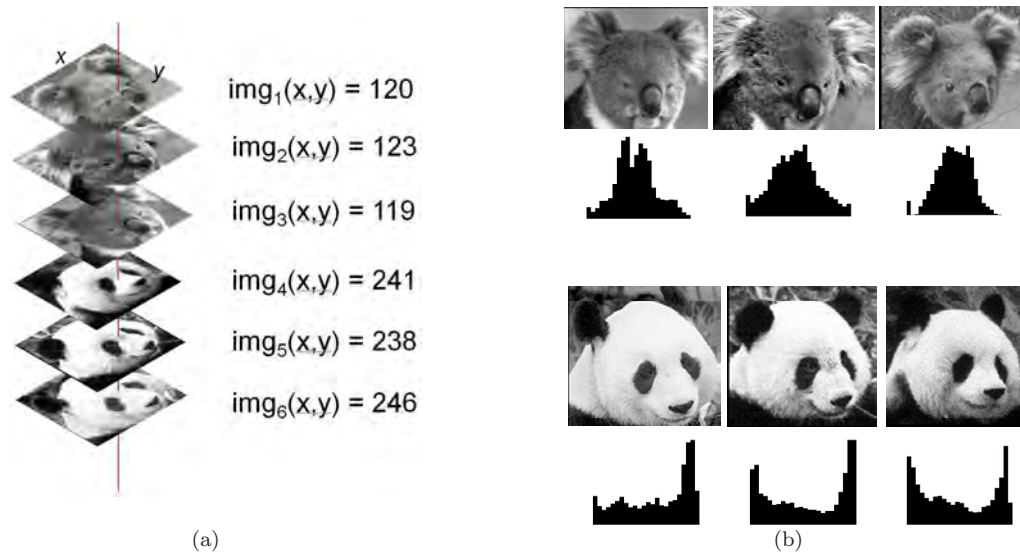 x
y
img₁(x,y) = 120
img₂(x,y) = 123
img₃(x,y) = 119
img₄(x,y) = 241
img₅(x,y) = 238
img₆(x,y) = 246
(a)
(b)